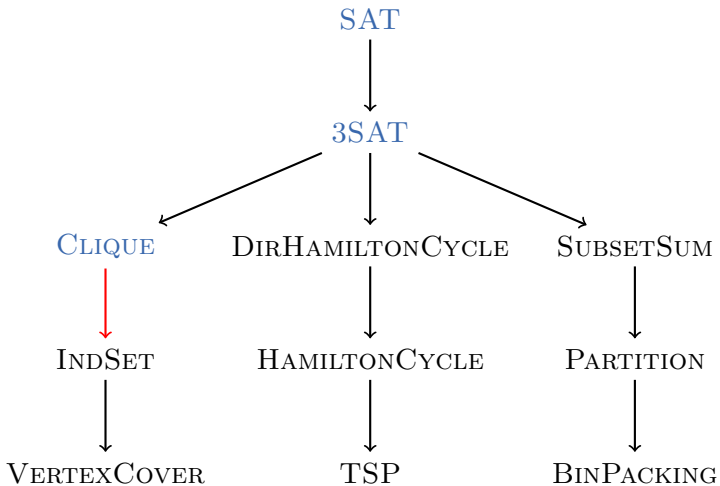 SAT
3SAT
CLIQUE DIRHAMILTONCYCLE SUBSETSUM
INDSET HAMILTONCYCLE PARTITION
VERTEXCOVER TSP BINPACKING